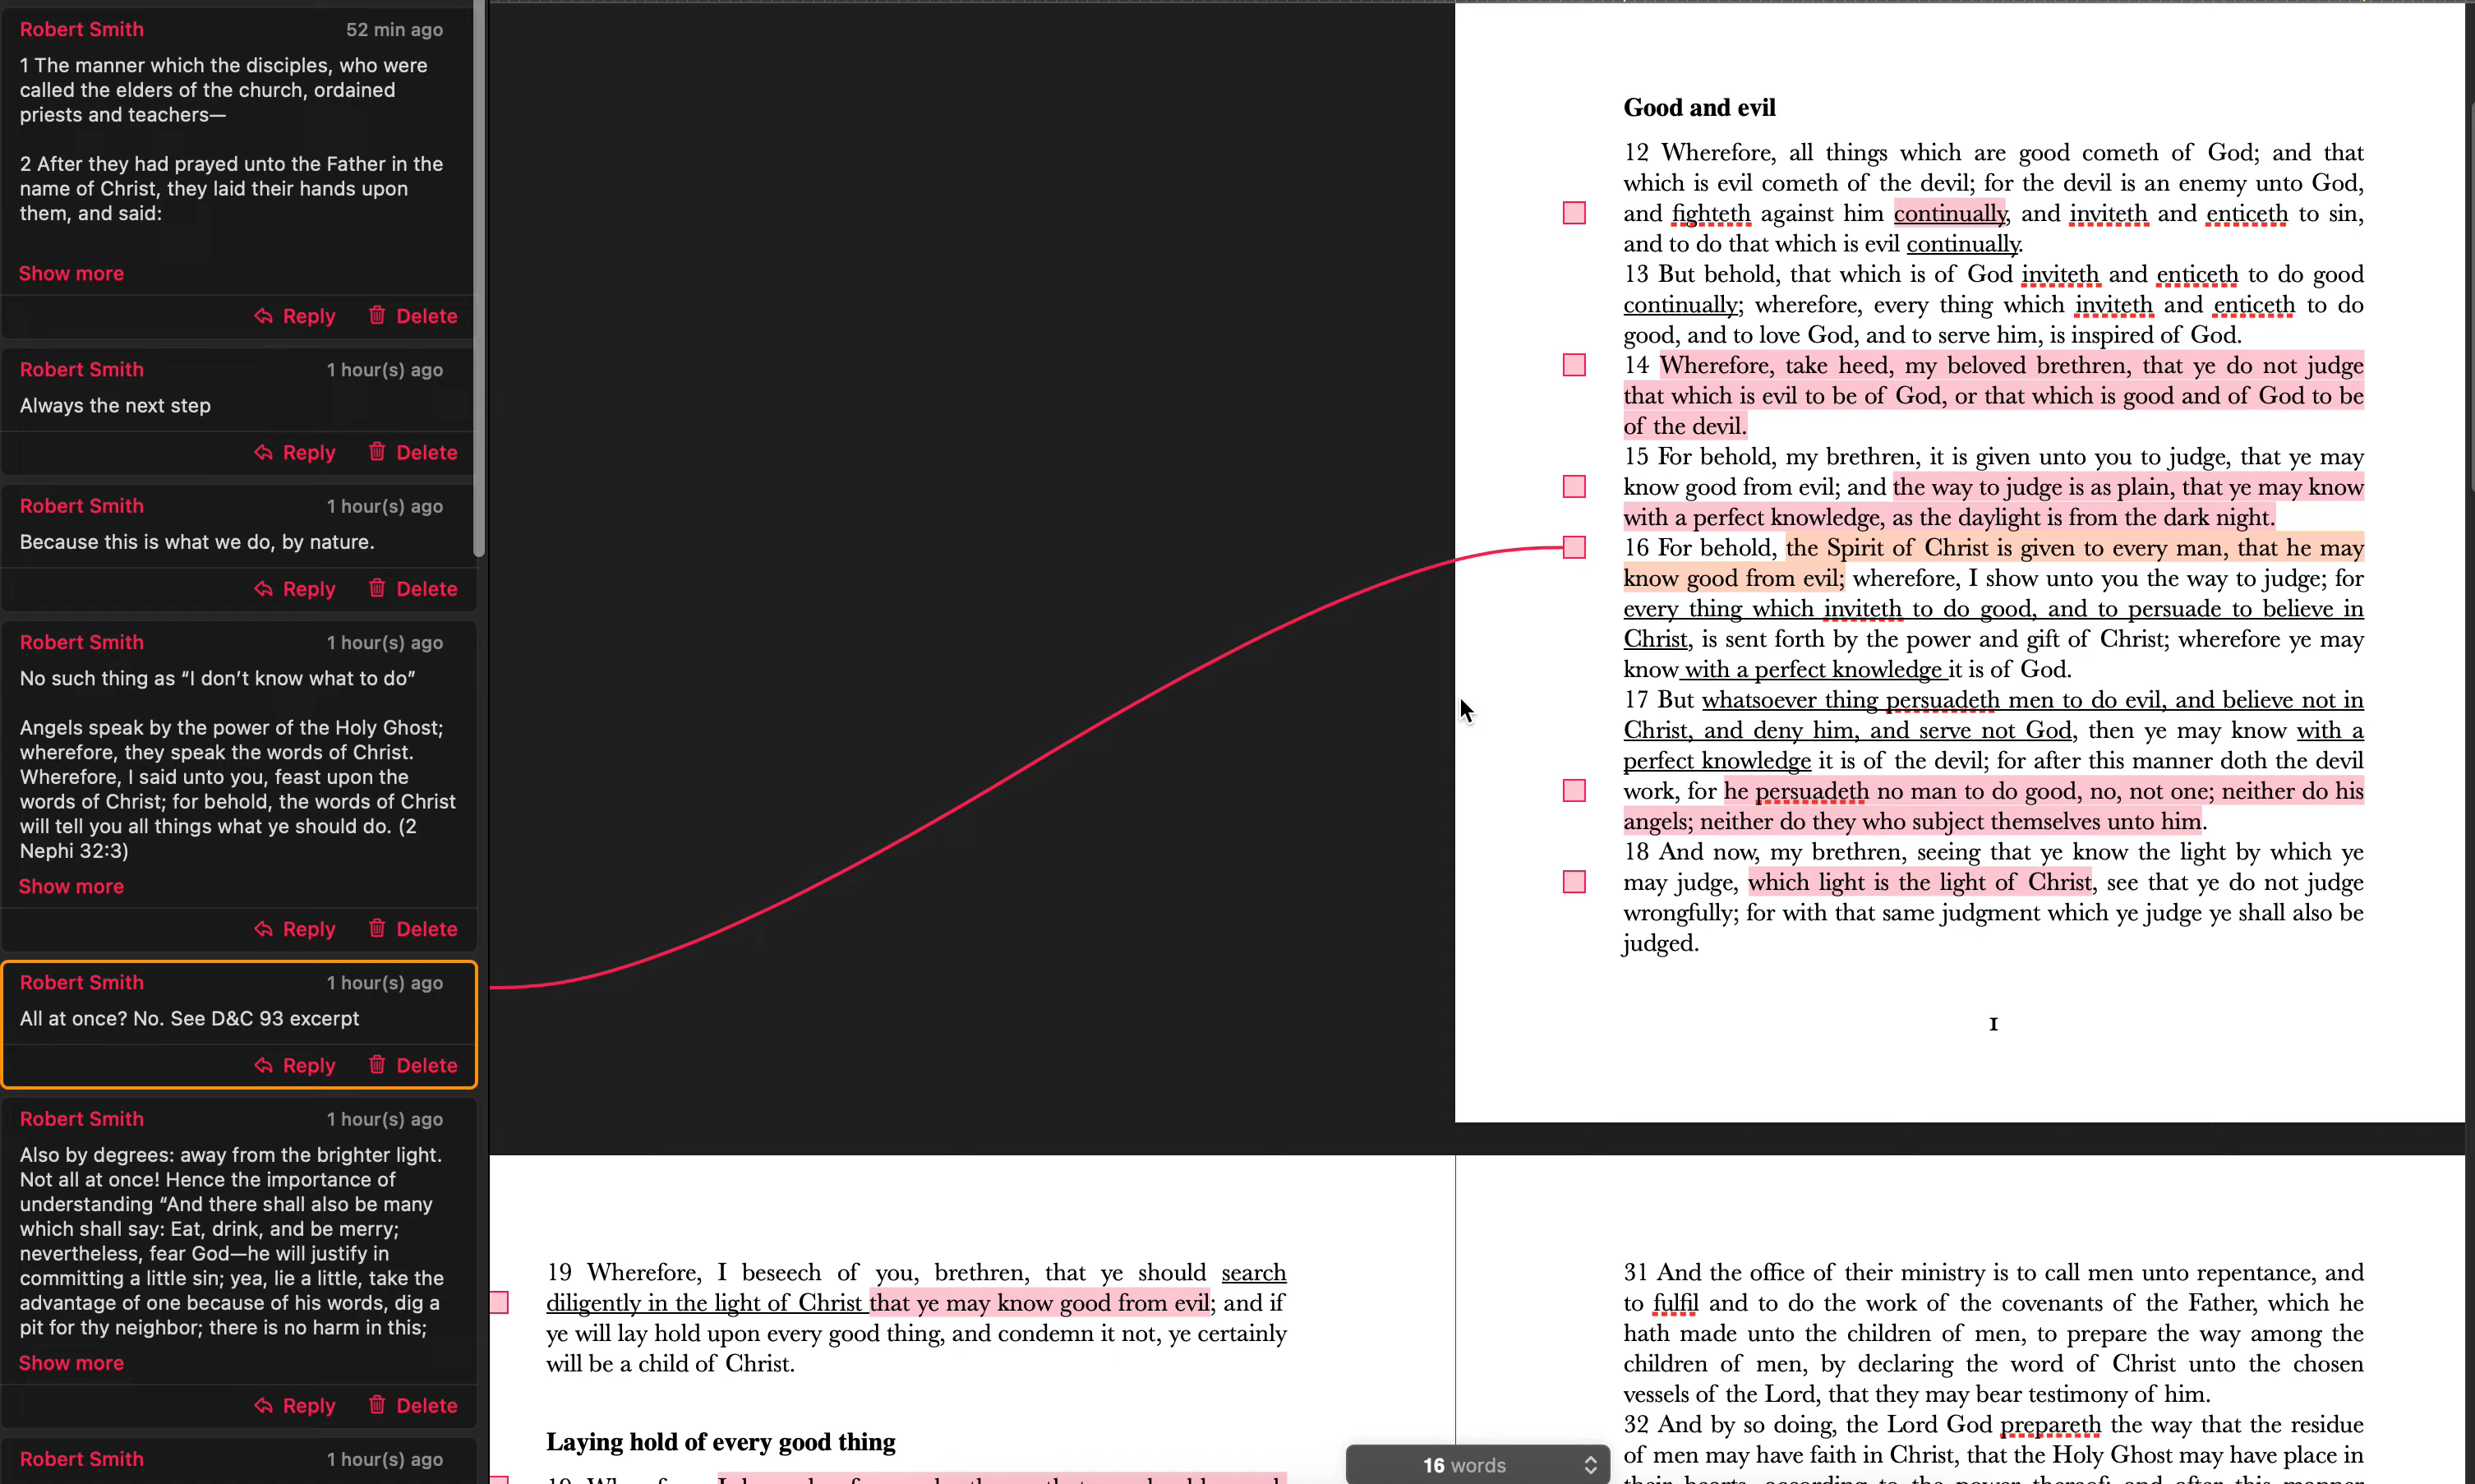 Robert Smith 52 min ago
1 The manner which the disciples, who were
called the elders of the church, ordained
priests and teachers—
2 After they had prayed unto the Father in the
name of Christ, they laid their hands upon
them, and said:
Show more
Reply Delete
Robert Smith 1 hour(s) ago
Always the next step
Reply Delete
Robert Smith 1 hour(s) ago
Because this is what we do, by nature.
Reply Delete
Robert Smith 1 hour(s) ago
No such thing as “I don’t know what to do”
Angels speak by the power of the Holy Ghost;
wherefore, they speak the words of Christ.
Wherefore, I said unto you, feast upon the
words of Christ; for behold, the words of Christ
will tell you all things what ye should do. (2
Nephi 32:3)
Show more
Reply Delete
Robert Smith 1 hour(s) ago
All at once? No. See D&C 93 excerpt
Reply Delete
Robert Smith 1 hour(s) ago
Also by degrees: away from the brighter light.
Not all at once! Hence the importance of
understanding “And there shall also be many
which shall say: Eat, drink, and be merry;
nevertheless, fear God—he will justify in
committing a little sin; yea, lie a little, take the
advantage of one because of his words, dig a
pit for thy neighbor; there is no harm in this;
Show more
Reply Delete
Robert Smith 1 hour(s) ago
Good and evil
12 Wherefore, all things which are good cometh of God; and that
which is evil cometh of the devil; for the devil is an enemy unto God,
and fighteth against him continually, and inviteth and enticeth to sin,
and to do that which is evil continually.
13 But behold, that which is of God inviteth and enticeth to do good
continually; wherefore, every thing which inviteth and enticeth to do
good, and to love God, and to serve him, is inspired of God.
14 Wherefore, take heed, my beloved brethren, that ye do not judge
that which is evil to be of God, or that which is good and of God to be
of the devil.
15 For behold, my brethren, it is given unto you to judge, that ye may
know good from evil; and the way to judge is as plain, that ye may know
with a perfect knowledge, as the daylight is from the dark night.
16 For behold, the Spirit of Christ is given to every man, that he may
know good from evil; wherefore, I show unto you the way to judge; for
every thing which inviteth to do good, and to persuade to believe in
Christ, is sent forth by the power and gift of Christ; wherefore ye may
know with a perfect knowledge it is of God.
17 But whatsoever thing persuadeth men to do evil, and believe not in
Christ, and deny him, and serve not God, then ye may know with a
perfect knowledge it is of the devil; for after this manner doth the devil
work, for he persuadeth no man to do good, no, not one; neither do his
angels; neither do they who subject themselves unto him.
18 And now, my brethren, seeing that ye know the light by which ye
may judge, which light is the light of Christ, see that ye do not judge
wrongfully; for with that same judgment which ye judge ye shall also be
judged.
1
19 Wherefore, I beseech of you, brethren, that ye should search
diligently in the light of Christ that ye may know good from evil; and if
ye will lay hold upon every good thing, and condemn it not, ye certainly
will be a child of Christ.
Laying hold of every good thing
31 And the office of their ministry is to call men unto repentance, and
to fulfil and to do the work of the covenants of the Father, which he
hath made unto the children of men, to prepare the way among the
children of men, by declaring the word of Christ unto the chosen
vessels of the Lord, that they may bear testimony of him.
32 And by so doing, the Lord God prepareth the way that the residue
of men may have faith in Christ, that the Holy Ghost may have place in
16 words